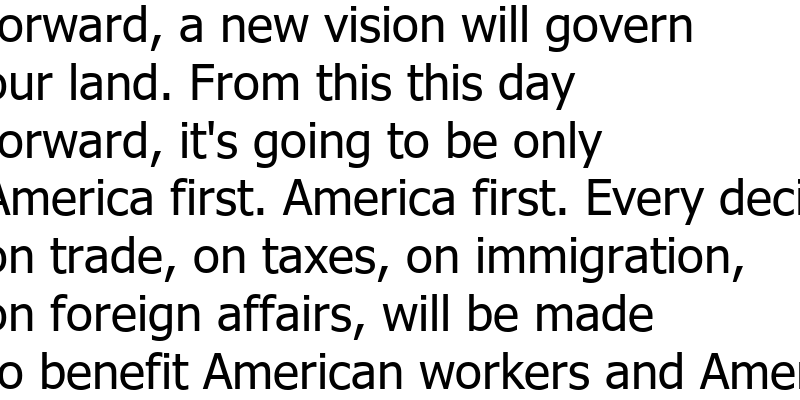 orward, a new vision will govern
our land. From this this day
orward, it's going to be only
America first. America first. Every deci
on trade, on taxes, on immigration,
on foreign affairs, will be made
o benefit American workers and Amer